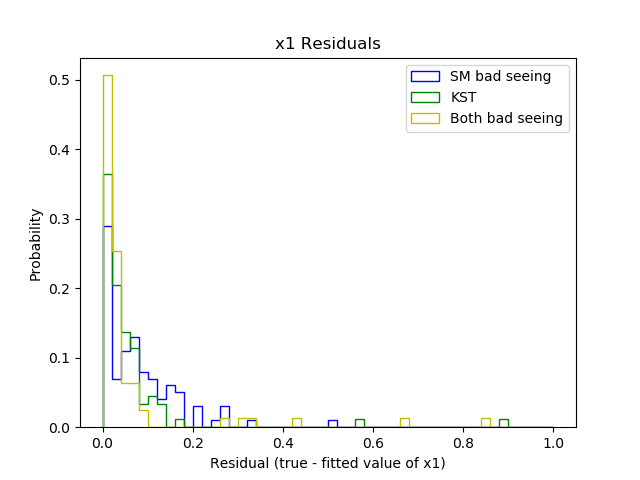 x1 Residuals
SM bad seeing
KST
Both bad seeing
Probability
0.5
0.4
0.3
0.2
0.1
0.0
0.0 0.2 0.4 0.6 0.8 1.0
Residual (true - fitted value of x1)